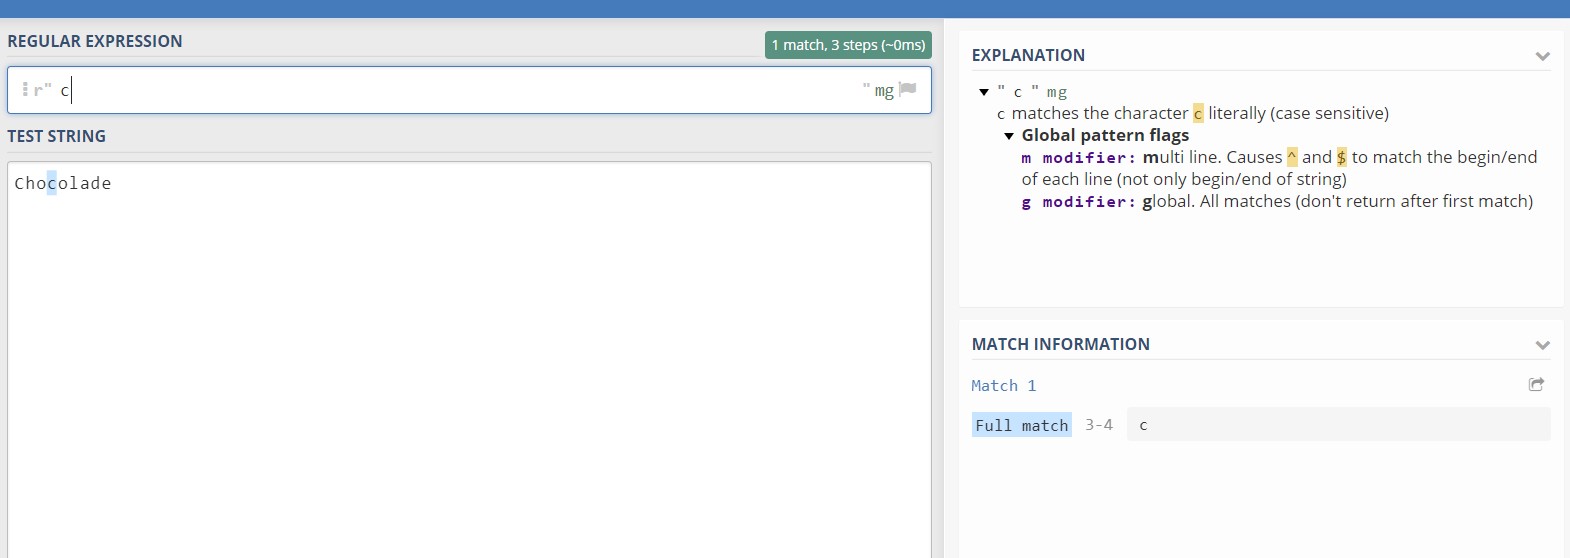 REGULAR EXPRESSION
1 match, 3 steps (~0ms)
r" c " mg
TEST STRING
Chocolade
EXPLANATION
" c " mg
c matches the character c literally (case sensitive)
Global pattern flags
m modifier: multi line. Causes ^ and $ to match the begin/end
of each line (not only begin/end of string)
g modifier: global. All matches (don't return after first match)
MATCH INFORMATION
Match 1
Full match 3-4 c